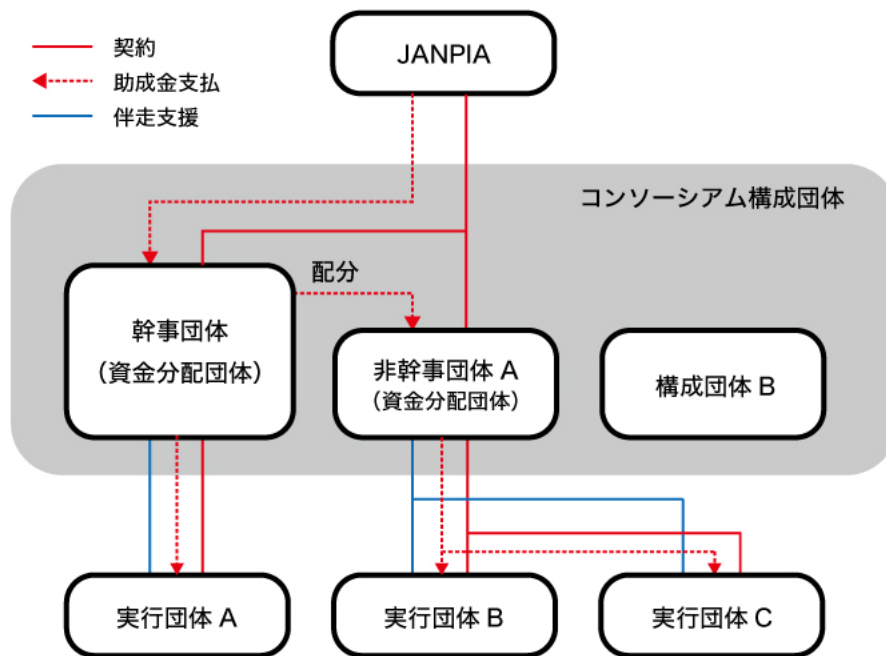 JANPIA
契約
助成金支払
伴走支援
コンソーシアム構成団体
配分
幹事団体
（資金分配団体）
非幹事団体 A
（資金分配団体）
構成団体 B
実行団体 A
実行団体 B
実行団体 C